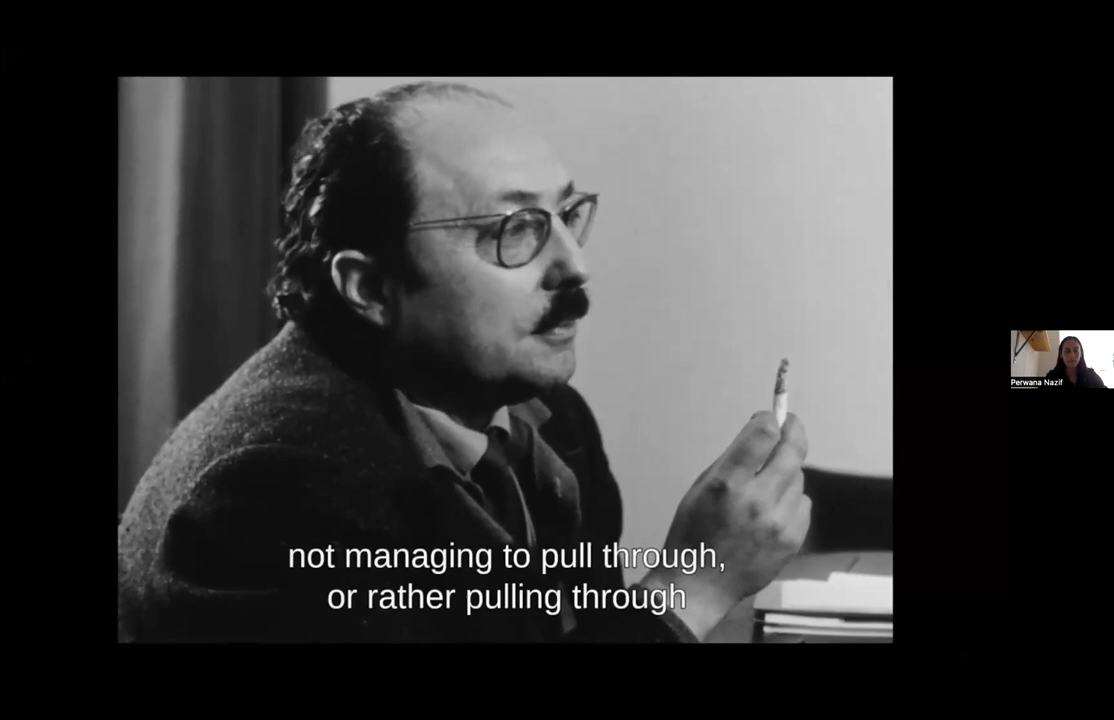 not managing to pull through,
or rather pulling through
Perwana Nazif